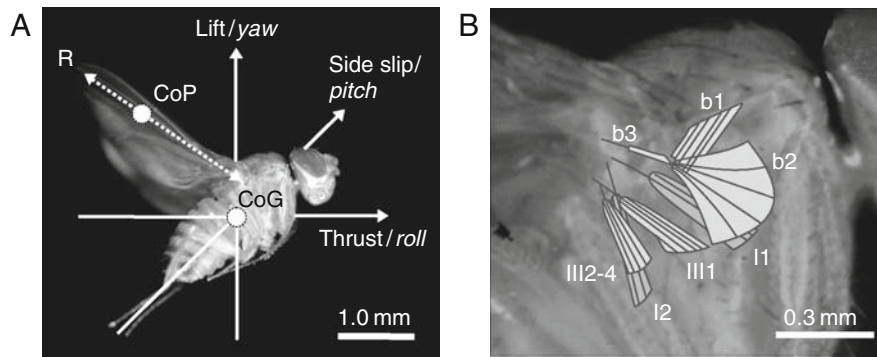 A
R
CoP
Lift/yaw
Side slip/
pitch
CoG
Thrust/roll
1.0 mm
B
b1
b3
b2
I1
III1
III2-4
I2
0.3 mm